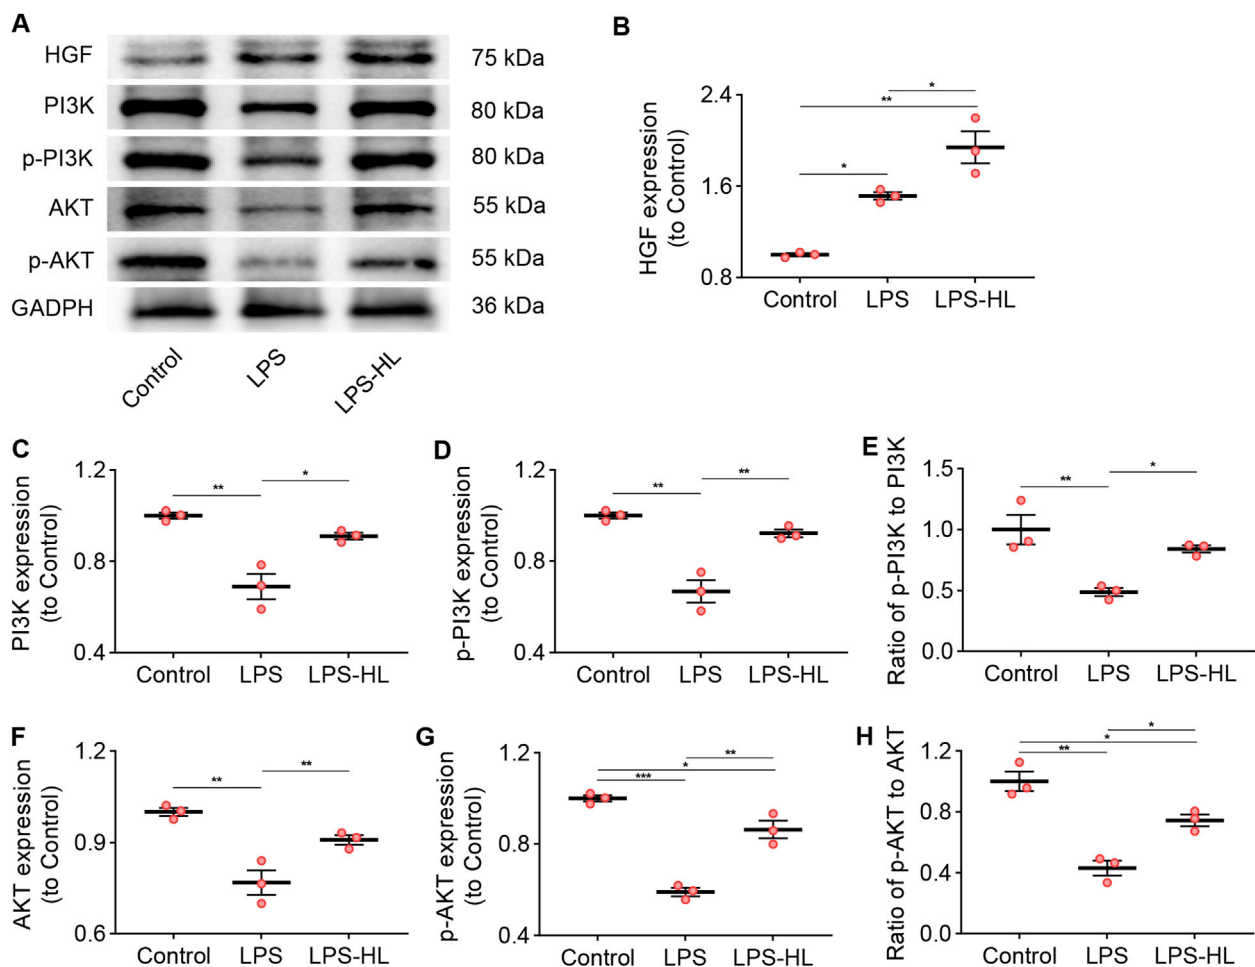 A
HGF
75 kDa
PI3K
80 kDa
p-PI3K
80 kDa
AKT
55 kDa
p-AKT
55 kDa
GADPH
36 kDa
Control
LPS
LPS-HL
B
HGF expression
(to Control)
2.4
1.6
0.8
*
**
*
Control LPS LPS-HL
C
PI3K expression
(to Control)
1.2
0.8
0.4
**
*
Control LPS LPS-HL
D
p-PI3K expression
(to Control)
1.2
0.8
0.4
**
**
Control LPS LPS-HL
E
Ratio of p-PI3K to PI3K
1.5
1.0
0.5
0.0
**
*
Control LPS LPS-HL
F
AKT expression
(to Control)
1.2
0.9
0.6
**
**
Control LPS LPS-HL
G
p-AKT expression
(to Control)
1.2
0.8
0.4
**
*
***
Control LPS LPS-HL
H
Ratio of p-AKT to AKT
1.2
0.8
0.4
0.0
*
*
**
Control LPS LPS-HL